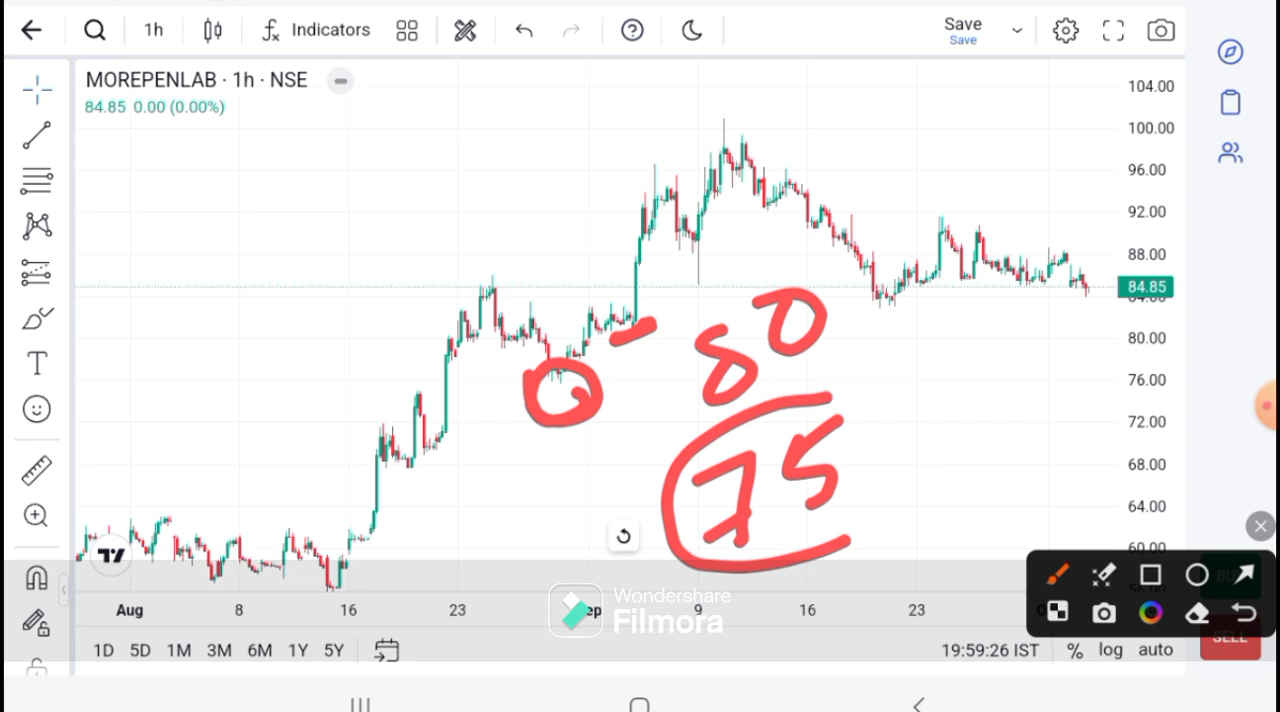 1h
Indicators
Save
Save
MOREPENLAB · 1h · NSE
84.85 0.00 (0.00%)
104.00
100.00
96.00
92.00
88.00
84.85
84.00
80.00
76.00
72.00
68.00
64.00
60.00
80
75
T
Aug 8 16 23 ep 9 16 23
Wondershare
Filmora
1D 5D 1M 3M 6M 1Y 5Y
19:59:26 IST % log auto
SELL